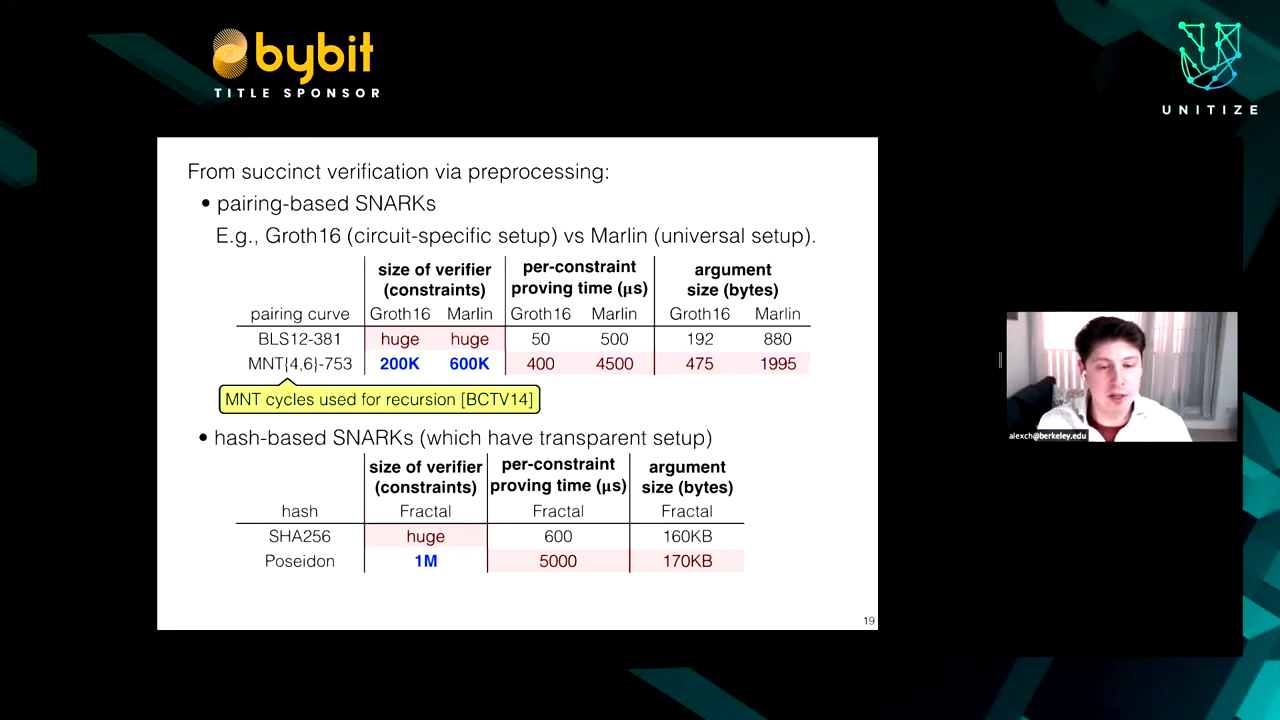 bybit
TITLE SPONSOR
UNITIZE
From succinct verification via preprocessing:
• pairing-based SNARKs
E.g., Groth16 (circuit-specific setup) vs Marlin (universal setup).
size of verifier (constraints) per-constraint proving time (μs) argument size (bytes)
pairing curve Groth16 Marlin Groth16 Marlin Groth16 Marlin
BLS12-381 huge huge 50 500 192 880
MNT{4,6}-753 200K 600K 400 4500 475 1995
MNT cycles used for recursion [BCTV14]
• hash-based SNARKs (which have transparent setup)
size of verifier (constraints) per-constraint proving time (μs) argument size (bytes)
hash Fractal Fractal Fractal
SHA256 huge 600 160KB
Poseidon 1M 5000 170KB
19
alexch@berkeley.edu